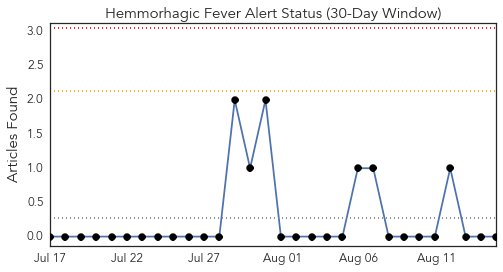 Hemmorhagic Fever Alert Status (30-Day Window)
Articles Found
3.0
2.5
2.0
1.5
1.0
0.5
0.0
Jul 17 Jul 22 Jul 27 Aug 01 Aug 06 Aug 11